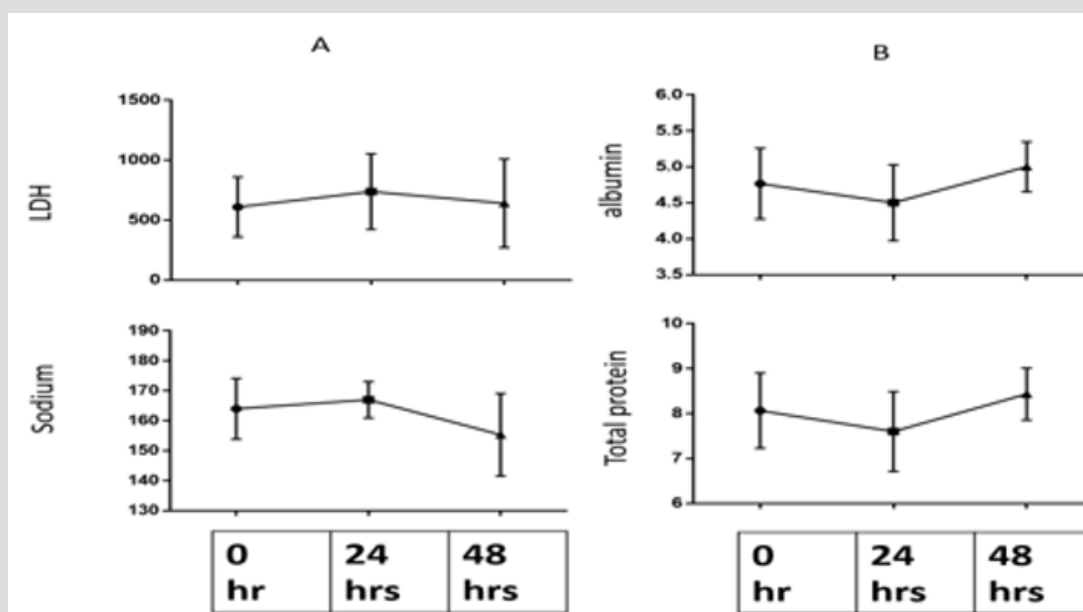 A
B
LDH
1500
1000
500
0
albumin
6.0
5.5
5.0
4.5
4.0
3.5
Sodium
190
180
170
160
150
140
130
Total protein
10
9
8
7
6
0 hr
24 hrs
48 hrs
0 hr
24 hrs
48 hrs